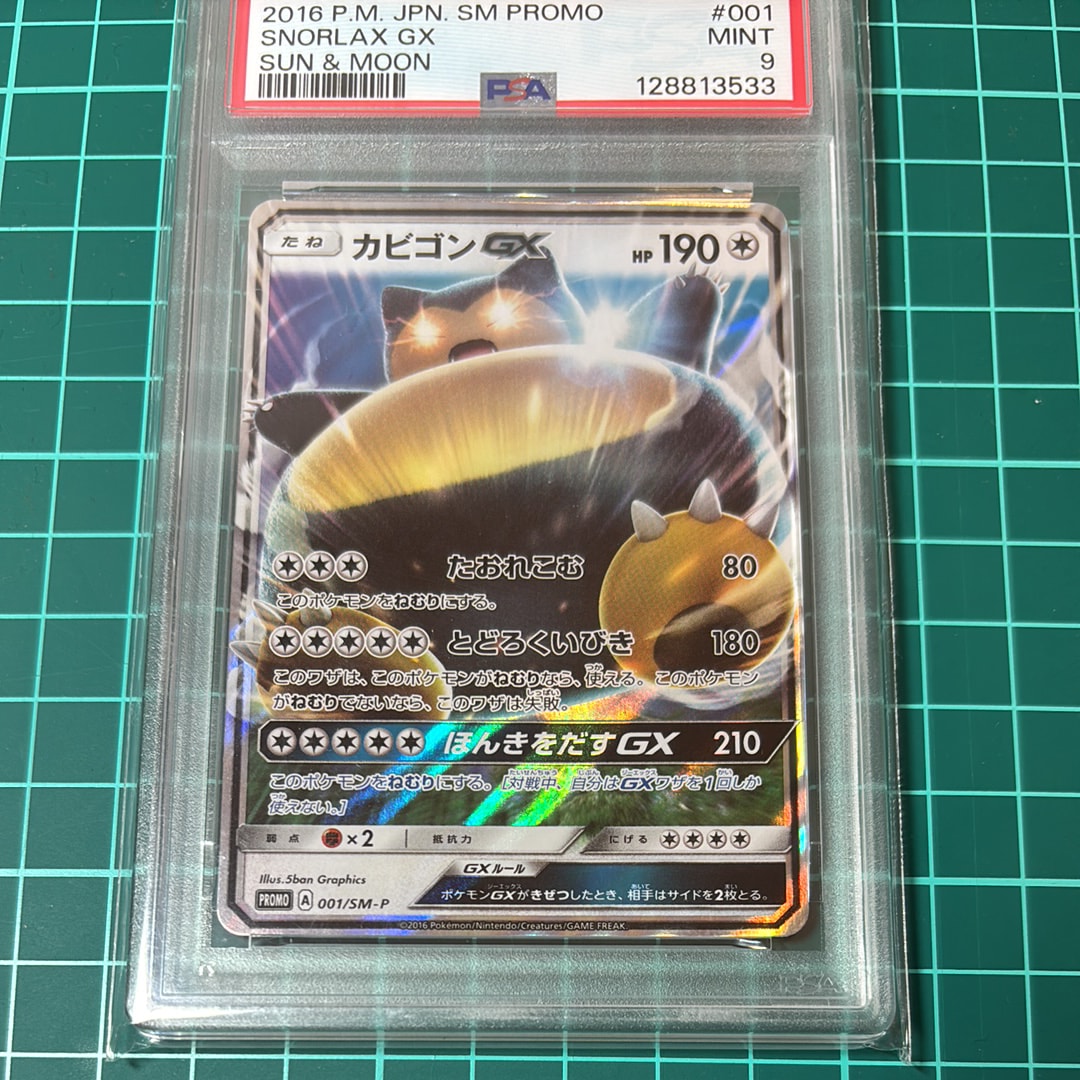 2016 P.M. JPN. SM PROMO #001
SNORLAX GX MINT
SUN & MOON 9
PSA 128813533
たね カビゴンGX HP 190
たおれこむ 80
このポケモンをねむりにする。
とどろくいびき 180
このワザは、このポケモンがねむりなら、使える。このポケモン
がねむりでないなら、このワザは失敗。
ほんきをだすGX 210
このポケモンをねむりにする。[対戦中、自分はGXワザを1回しか
使えない。]
弱点 ×2 抵抗力 にげる
GXルール
Illus.5ban Graphics
ポケモンGXがきぜつしたとき、相手はサイドを2枚とる。
PROMO A 001/SM-P
©2016 Pokémon/Nintendo/Creatures/GAME FREAK.